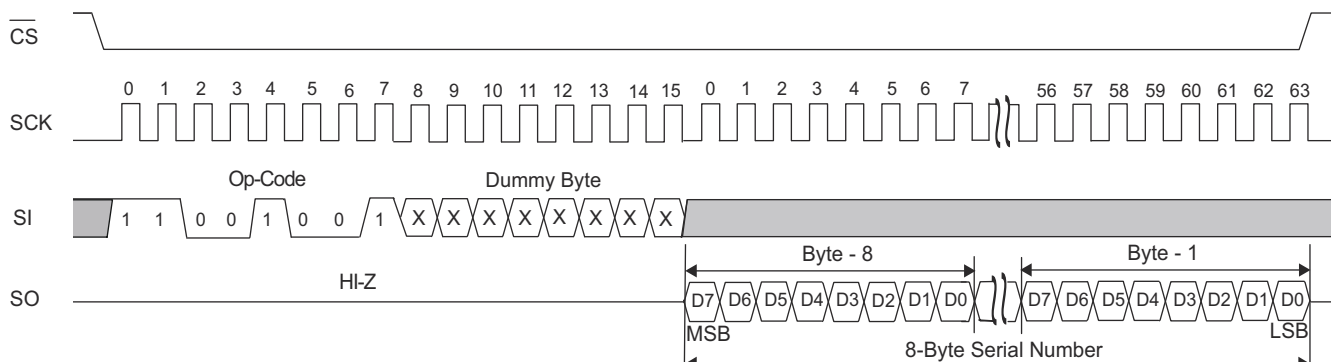 CS
0 1 2 3 4 5 6 7 8 9 10 11 12 13 14 15 0 1 2 3 4 5 6 7 56 57 58 59 60 61 62 63
SCK
Op-Code Dummy Byte
SI 1 1 0 0 1 0 0 1 X X X X X X X X
HI-Z Byte - 8 Byte - 1
SO D7 D6 D5 D4 D3 D2 D1 D0 D7 D6 D5 D4 D3 D2 D1 D0
MSB LSB
8-Byte Serial Number